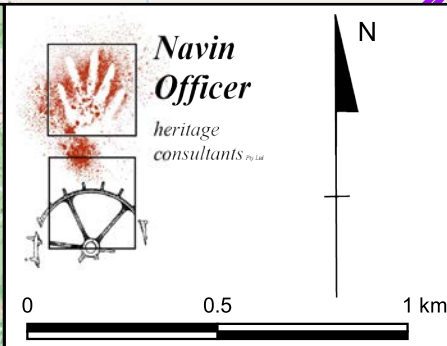 Navin
Officer
heritage
consultants Pty Ltd
N
0 0.5 1 km